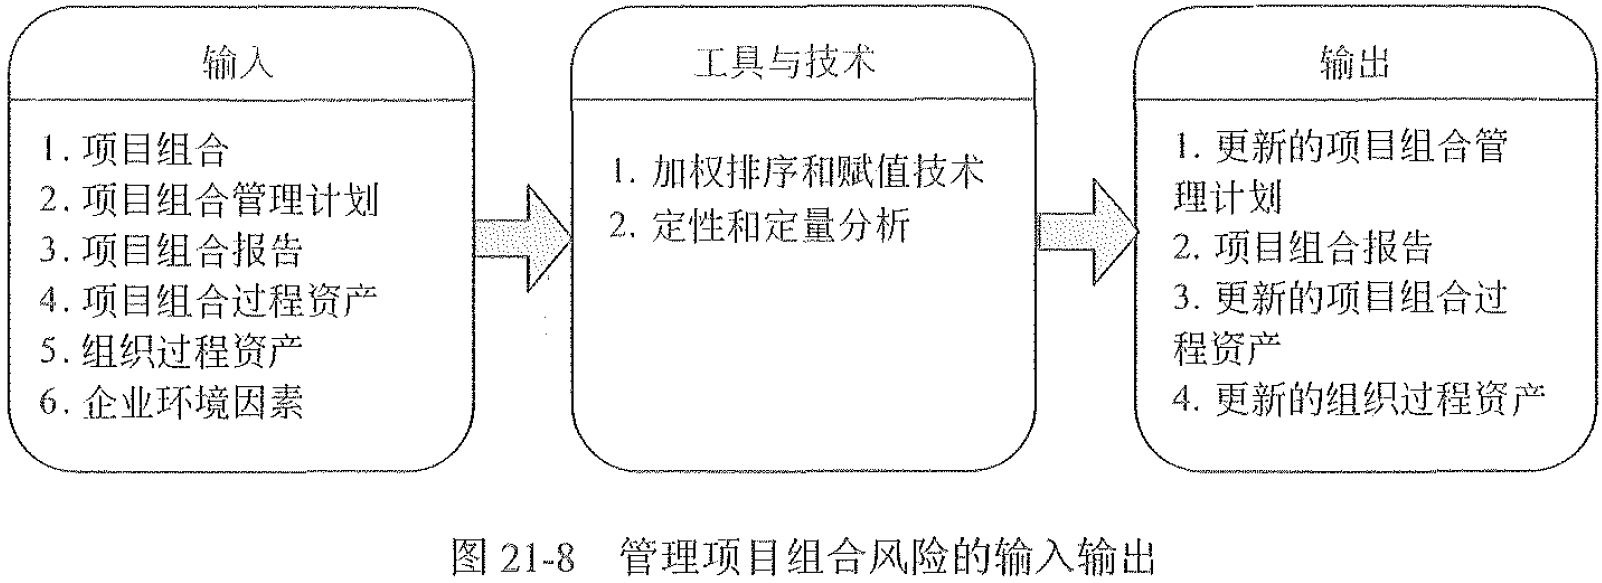 输入
1. 项目组合
2. 项目组合管理计划
3. 项目组合报告
4. 项目组合过程资产
5. 组织过程资产
6. 企业环境因素
工具与技术
1. 加权排序和赋值技术
2. 定性和定量分析
输出
1. 更新的项目组合管
理计划
2. 项目组合报告
3. 更新的项目组合过
程资产
4. 更新的组织过程资产
图 21-8 管理项目组合风险的输入输出